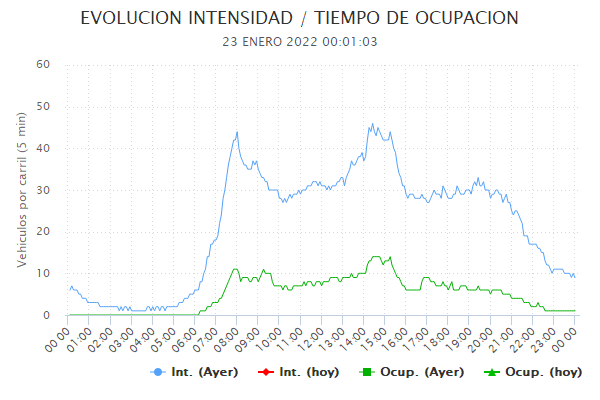 EVOLUCION INTENSIDAD / TIEMPO DE OCUPACION
23 ENERO 2022 00:01:03
Vehiculos por carril (5 min)
60
50
40
30
20
10
0
00:00 01:00 02:00 03:00 04:00 05:00 06:00 07:00 08:00 09:00 10:00 11:00 12:00 13:00 14:00 15:00 16:00 17:00 18:00 19:00 20:00 21:00 22:00 23:00 00:00
Int. (Ayer) Int. (hoy) Ocup. (Ayer) Ocup. (hoy)